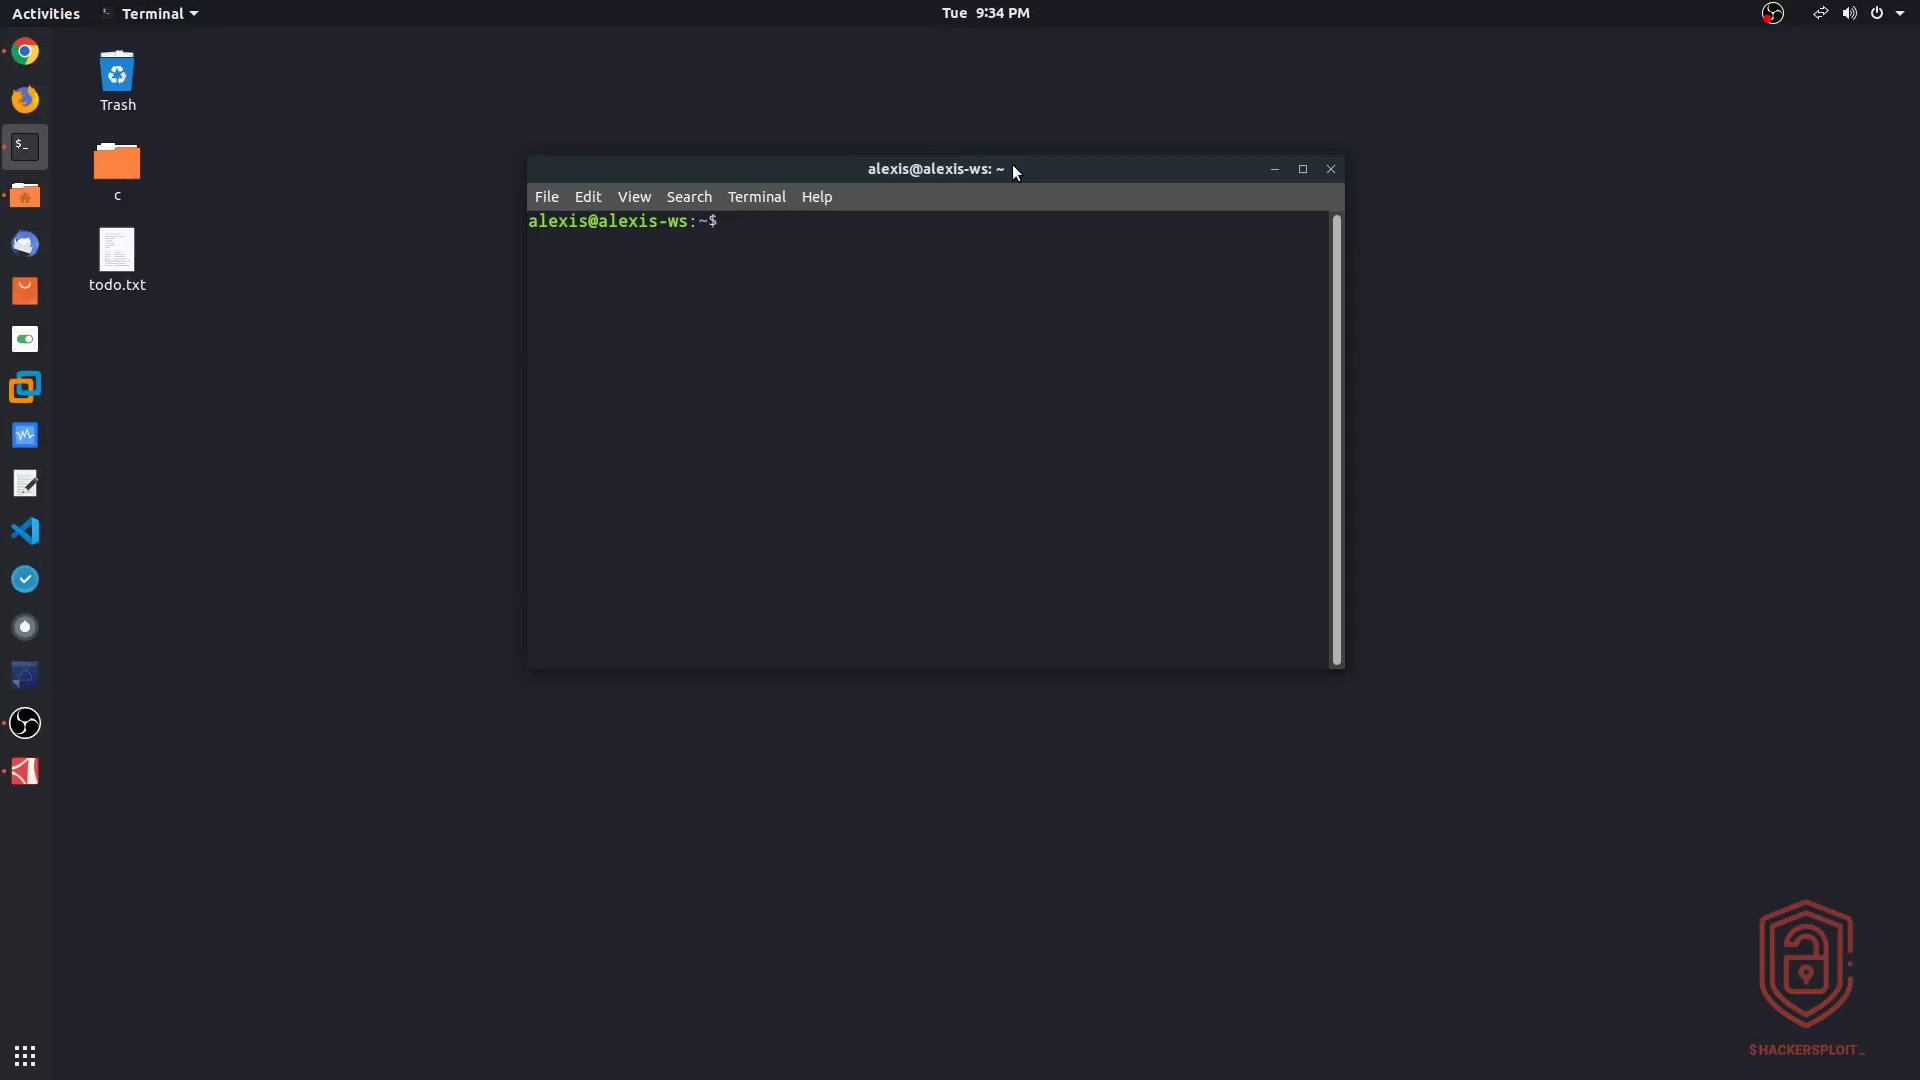 Activities Terminal Tue 9:34 PM
Trash
c
todo.txt
alexis@alexis-ws: ~
File Edit View Search Terminal Help
alexis@alexis-ws:~$
$_
$HACKERSPLOIT_